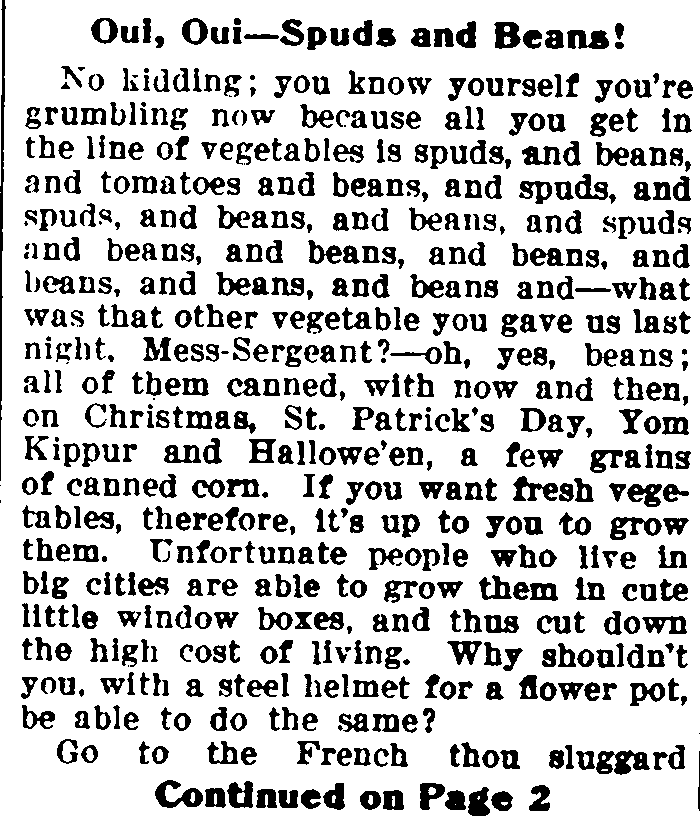 Oui, Oui—Spuds and Beans!
No kidding; you know yourself you're
grumbling now because all you get in
the line of vegetables is spuds, and beans,
and tomatoes and beans, and spuds, and
spuds, and beans, and beans, and spuds
and beans, and beans, and beans, and
beans, and beans, and beans and—what
was that other vegetable you gave us last
night, Mess-Sergeant?—oh, yes, beans;
all of them canned, with now and then,
on Christmas, St. Patrick's Day, Yom
Kippur and Hallowe'en, a few grains
of canned corn. If you want fresh vege-
tables, therefore, it's up to you to grow
them. Unfortunate people who live in
big cities are able to grow them in cute
little window boxes, and thus cut down
the high cost of living. Why shouldn't
you, with a steel helmet for a flower pot,
be able to do the same?
Go to the French thou sluggard
Continued on Page 2